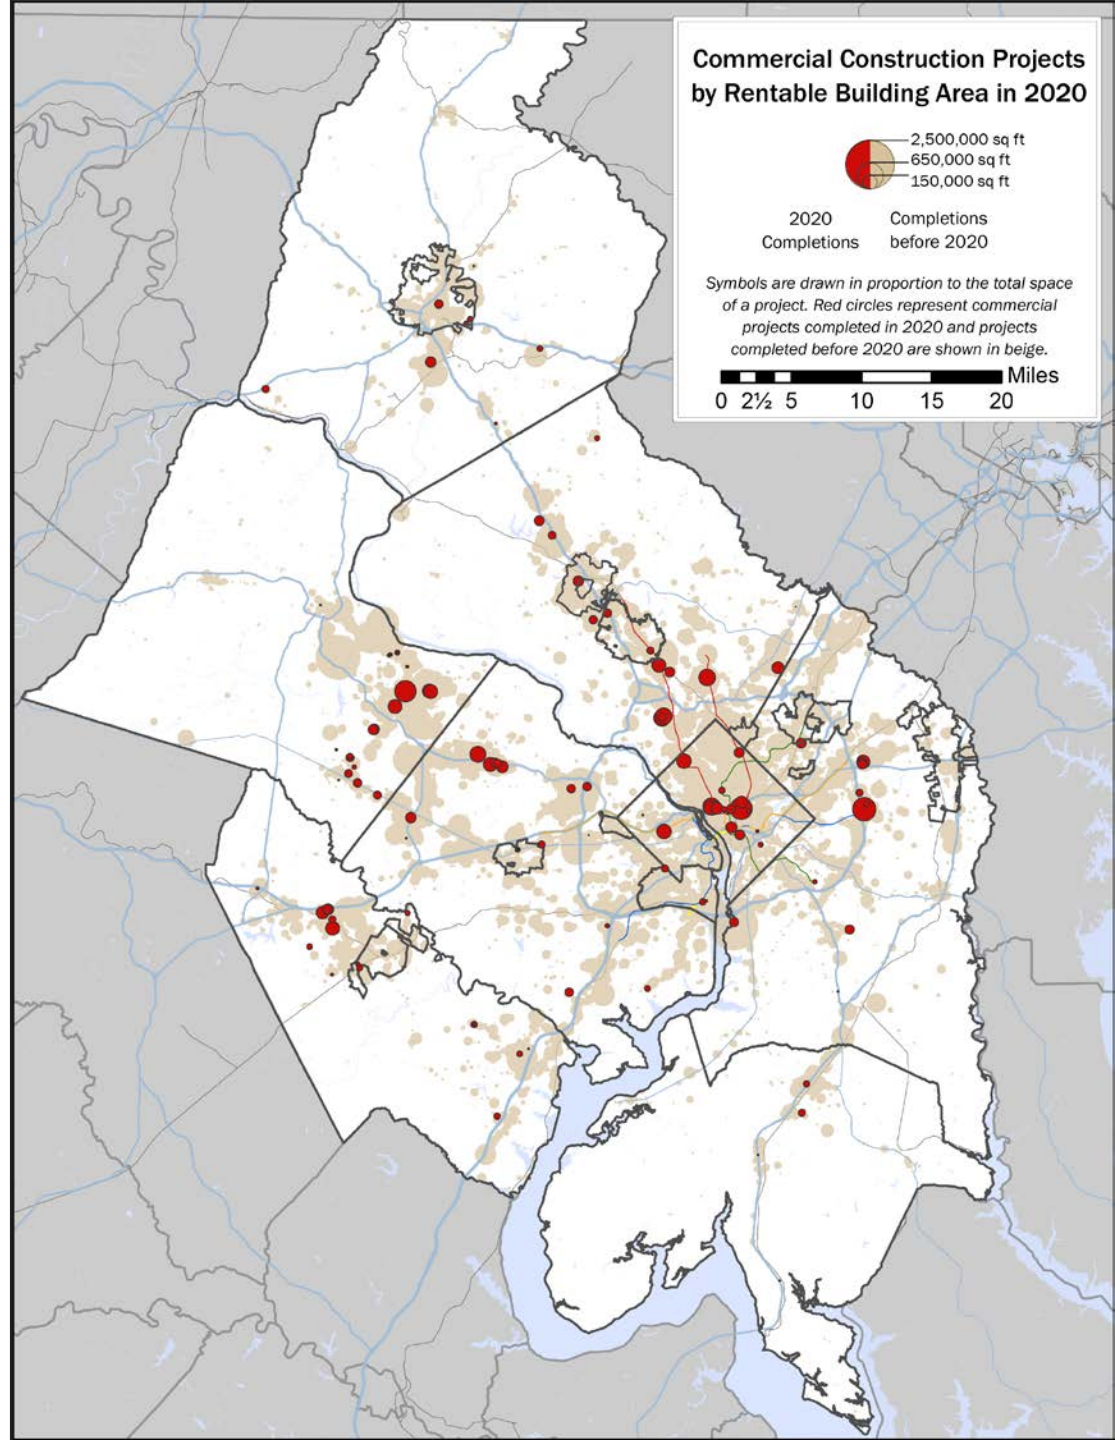 Commercial Construction Projects
by Rentable Building Area in 2020
2,500,000 sq ft
650,000 sq ft
150,000 sq ft
2020 Completions
Completions before 2020
Symbols are drawn in proportion to the total space
of a project. Red circles represent commercial
projects completed in 2020 and projects
completed before 2020 are shown in beige.
Miles
0 2½ 5 10 15 20